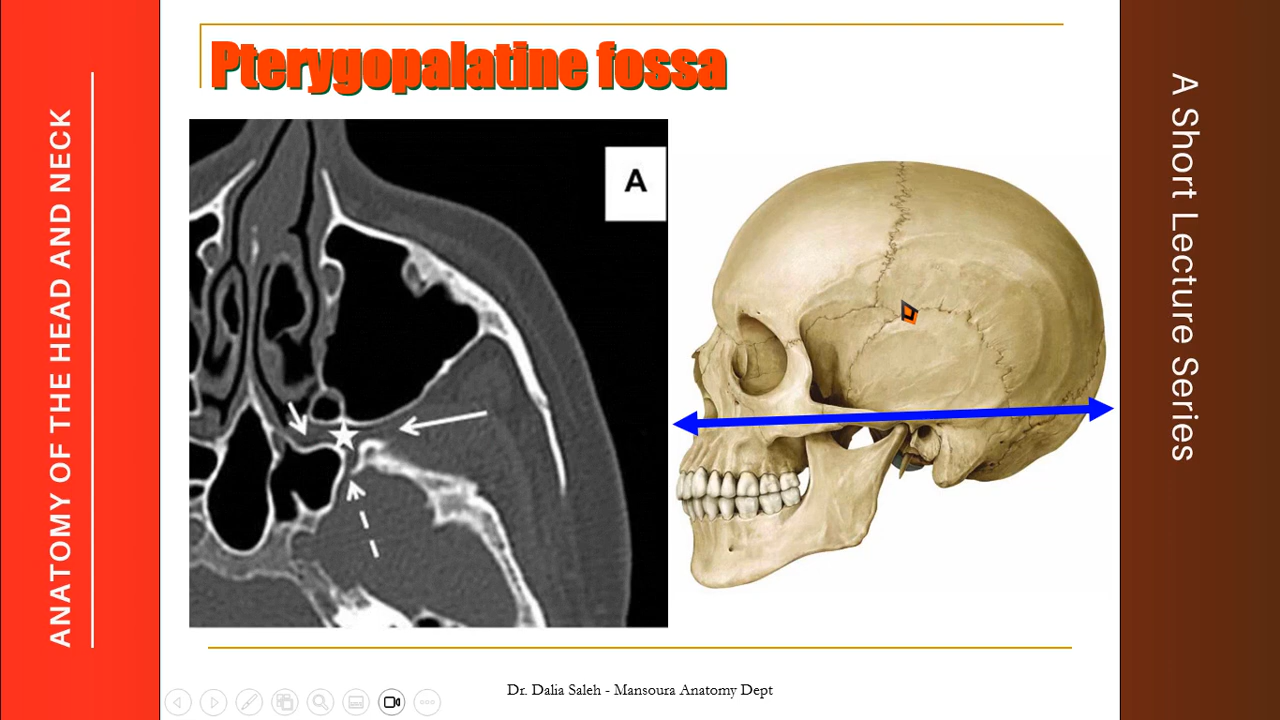 ANATOMY OF THE HEAD AND NECK
Pterygopalatine fossa
A
A Short Lecture Series
Dr. Dalia Saleh - Mansoura Anatomy Dept